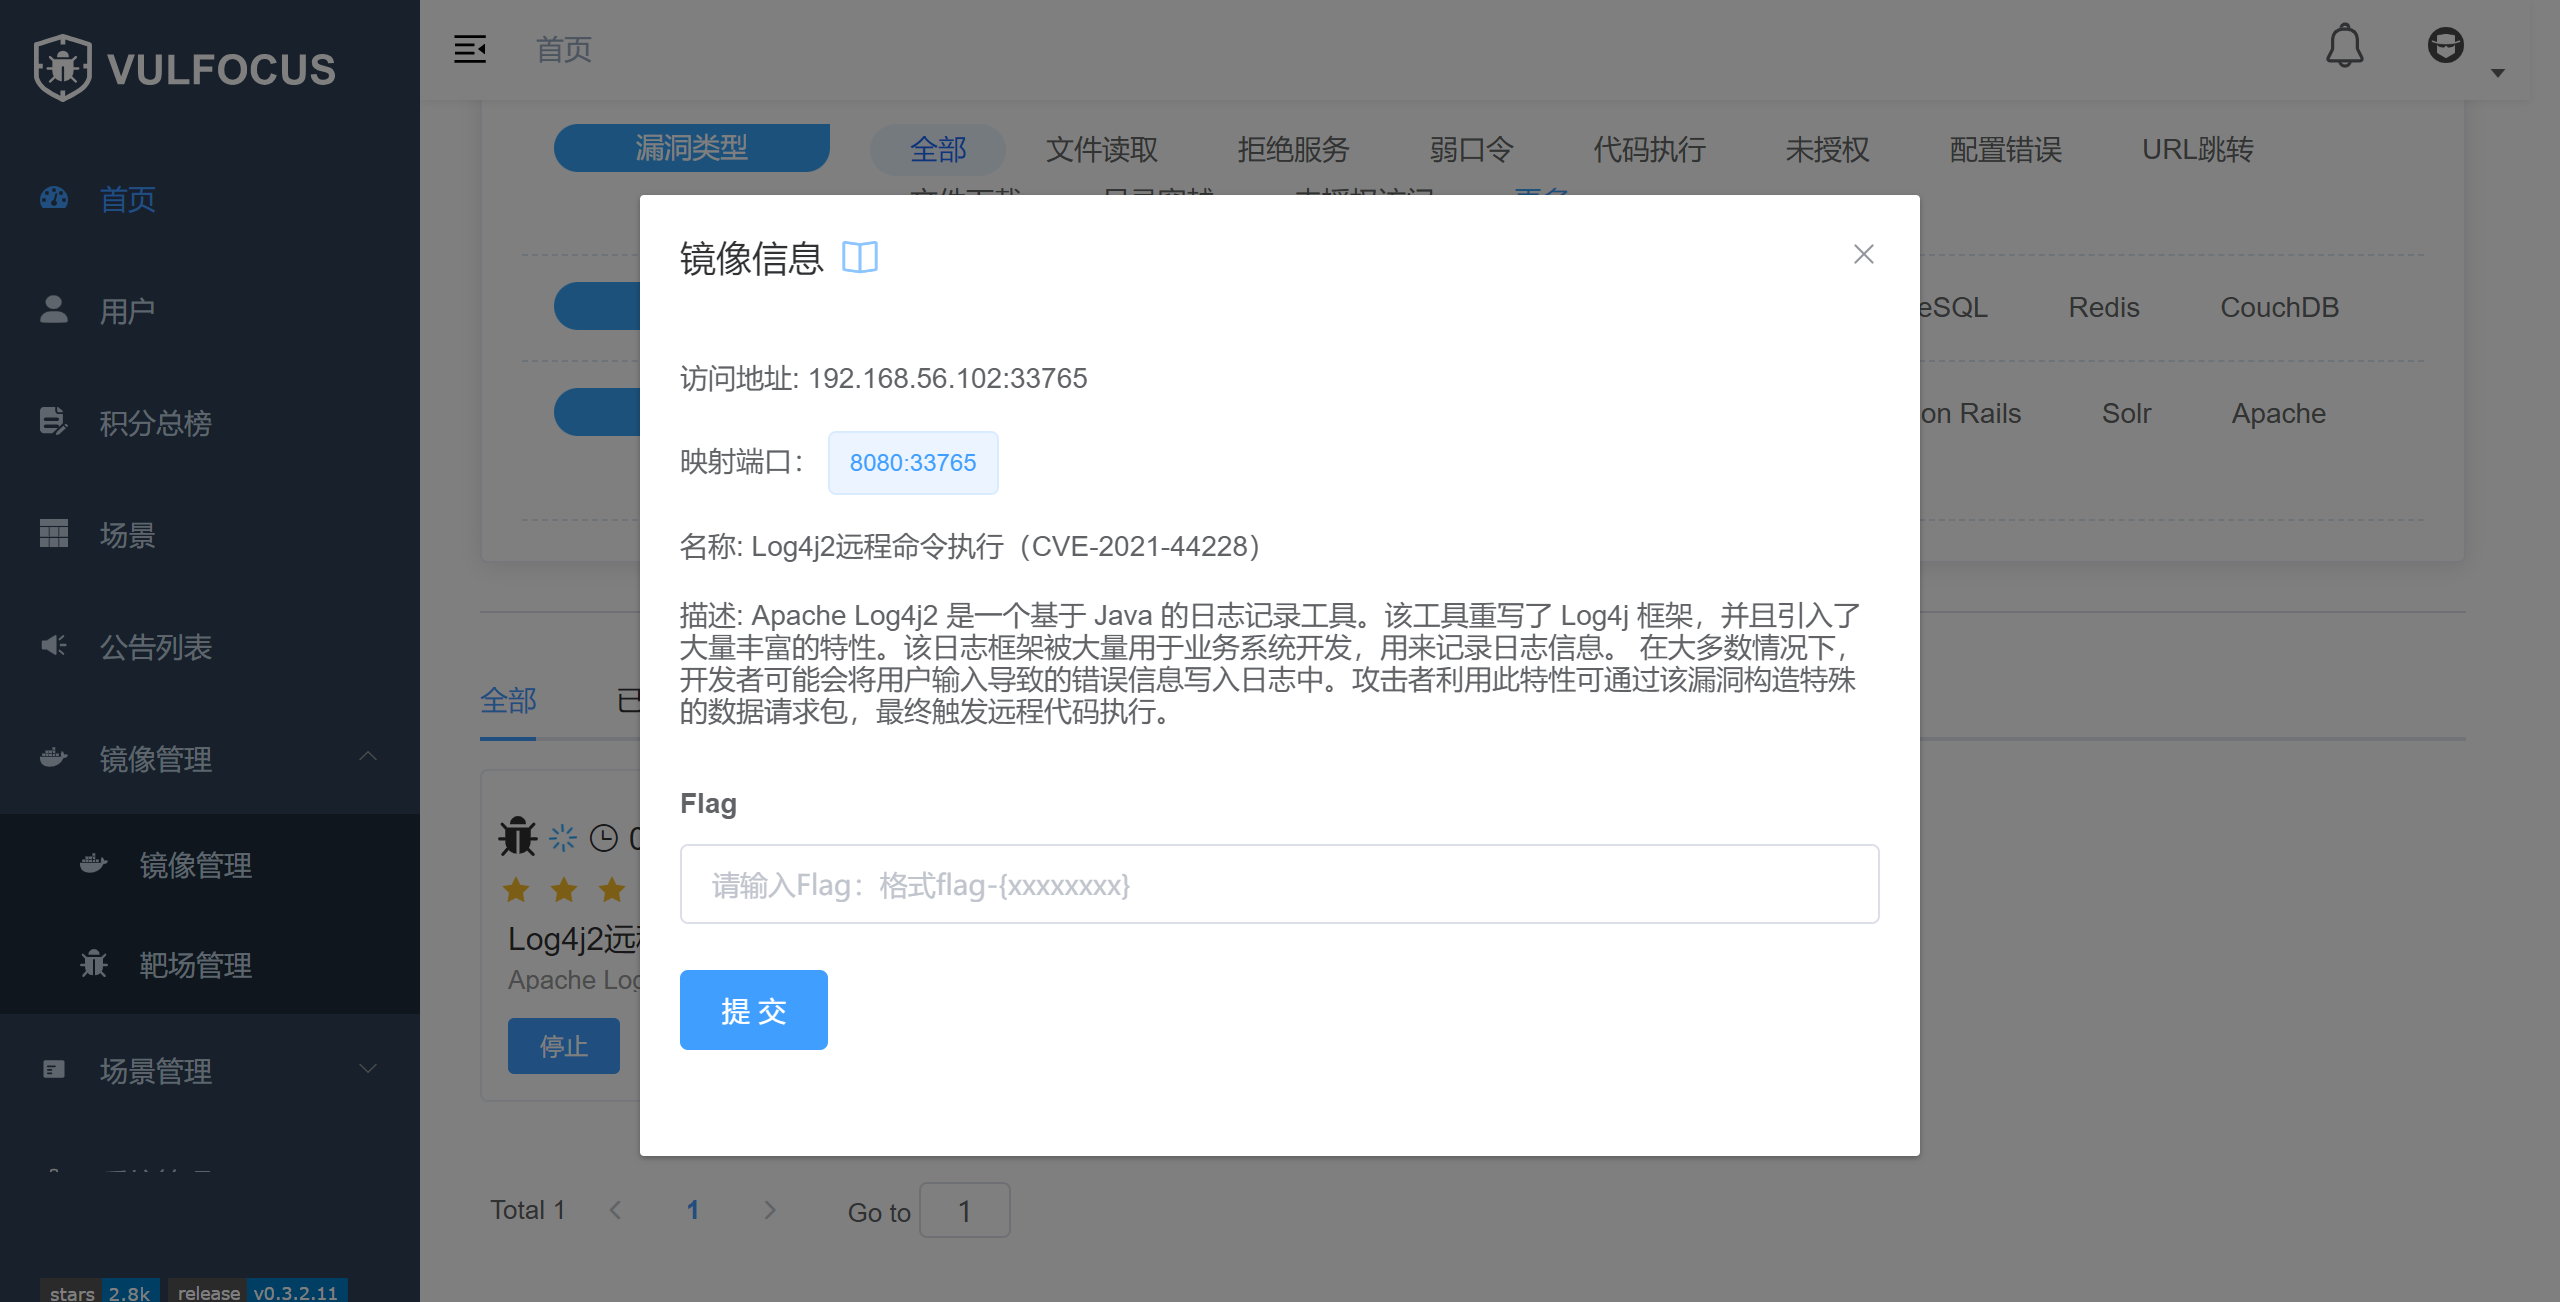 VULFOCUS
首页
用户
积分总榜
场景
公告列表
镜像管理
镜像管理
靶场管理
场景管理
stars 2.8k release v0.3.2.11
首页
漏洞类型 全部 文件读取 拒绝服务 弱口令 代码执行 未授权 配置错误 URL跳转
eSQL Redis CouchDB
on Rails Solr Apache
全部 已
镜像信息
访问地址: 192.168.56.102:33765
映射端口： 8080:33765
名称: Log4j2远程命令执行（CVE-2021-44228）
描述: Apache Log4j2 是一个基于 Java 的日志记录工具。该工具重写了 Log4j 框架，并且引入了
大量丰富的特性。该日志框架被大量用于业务系统开发，用来记录日志信息。 在大多数情况下，
开发者可能会将用户输入导致的错误信息写入日志中。攻击者利用此特性可通过该漏洞构造特殊
的数据请求包，最终触发远程代码执行。
Flag
请输入Flag：格式flag-{xxxxxxxx}
提 交
Log4j2远
Apache Log
停止
Total 1 1 Go to 1